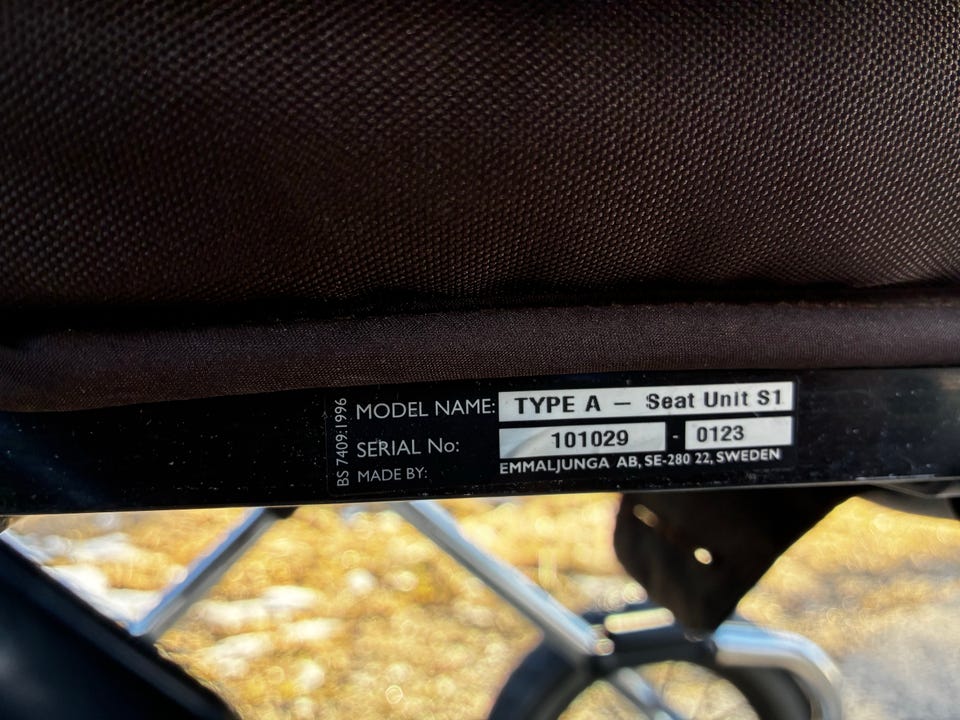 BS 7409:1996
MODEL NAME: TYPE A – Seat Unit S1
SERIAL No: 101029 - 0123
MADE BY: EMMALJUNGA AB, SE-280 22, SWEDEN